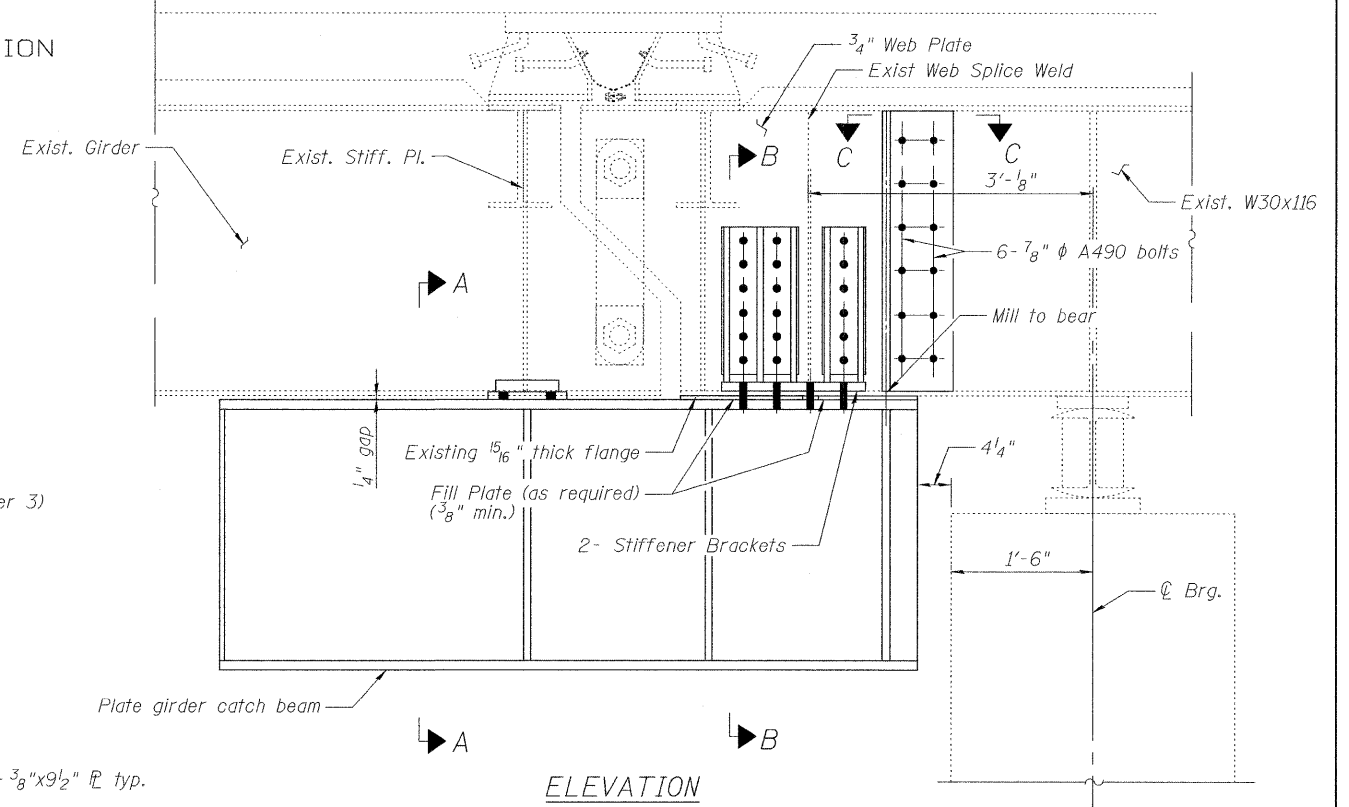 ION
3/4" Web Plate
Exist Web Splice Weld
Exist. Girder
Exist. Stiff. Pl.
B
C
C
3'-1/8"
Exist. W30x116
6- 7/8" ϕ A490 bolts
A
Mill to bear
1/4" gap
Existing 15/16" thick flange
4 1/4"
Fill Plate (as required)
(3/8" min.)
er 3)
2- Stiffener Brackets
1'-6"
℄ Brg.
Plate girder catch beam
A
B
3/8"x9 1/2" ⅊ typ.
ELEVATION